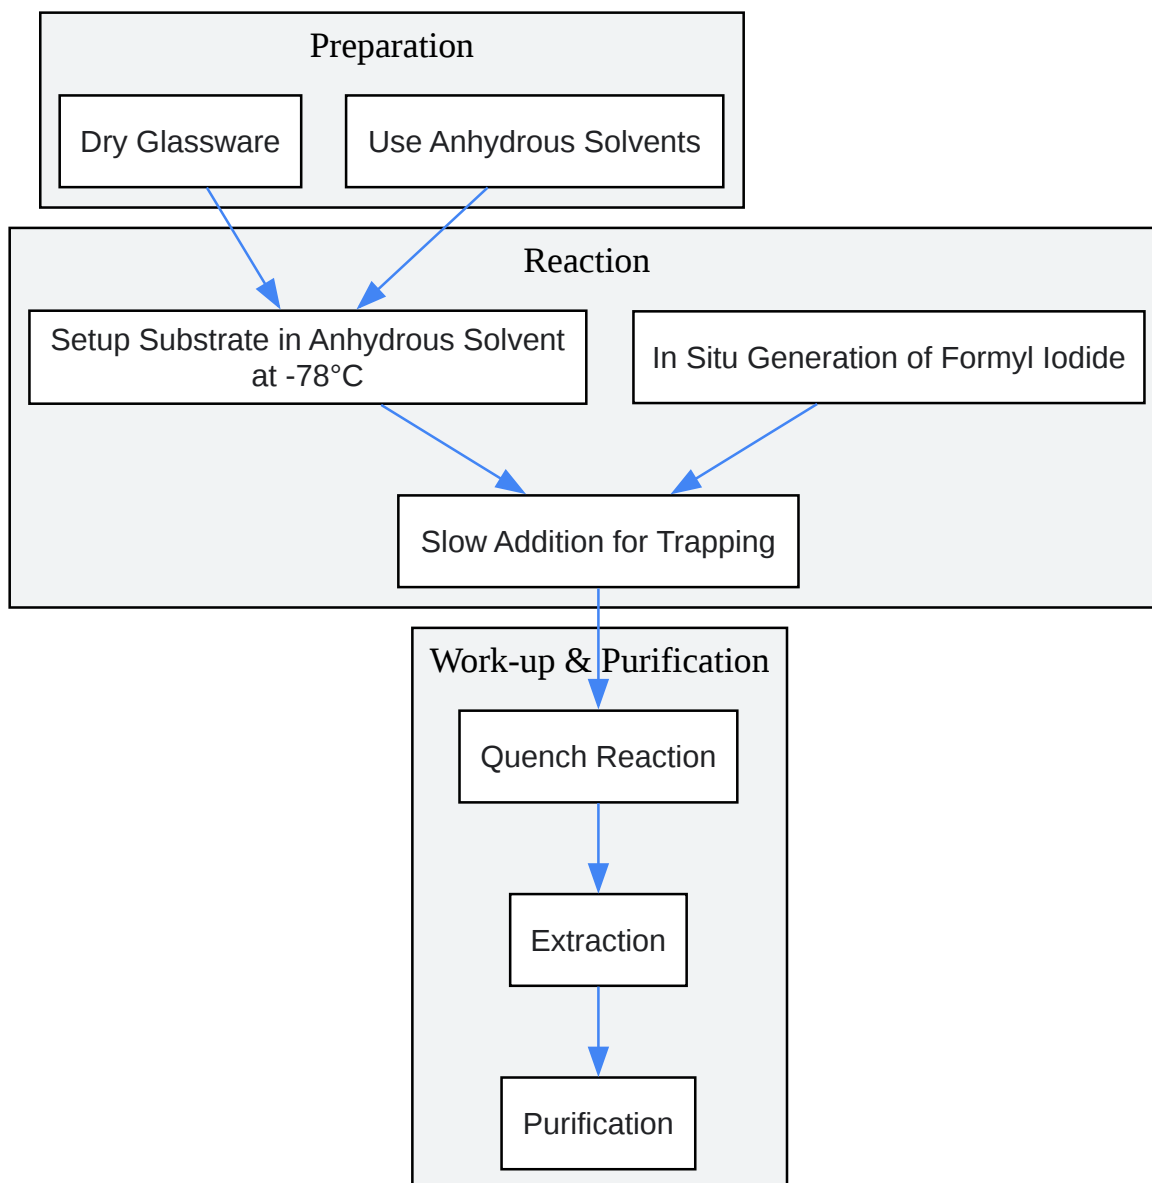 Preparation
Dry Glassware
Use Anhydrous Solvents
Reaction
Setup Substrate in Anhydrous Solvent
at -78°C
In Situ Generation of Formyl Iodide
Slow Addition for Trapping
Work-up & Purification
Quench Reaction
Extraction
Purification